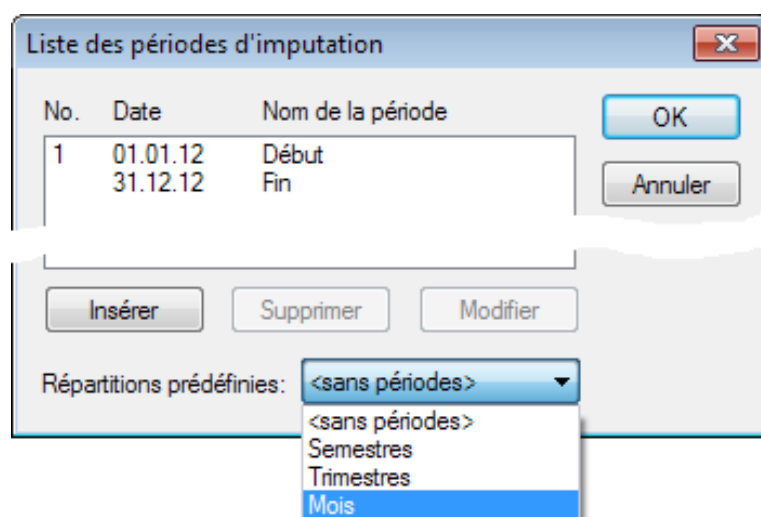 Liste des périodes d'imputation
No. Date Nom de la période
OK
1 01.01.12 Début
31.12.12 Fin
Annuler
Insérer Supprimer Modifier
Répartitions prédéfinies: <sans périodes>
<sans périodes>
Semestres
Trimestres
Mois